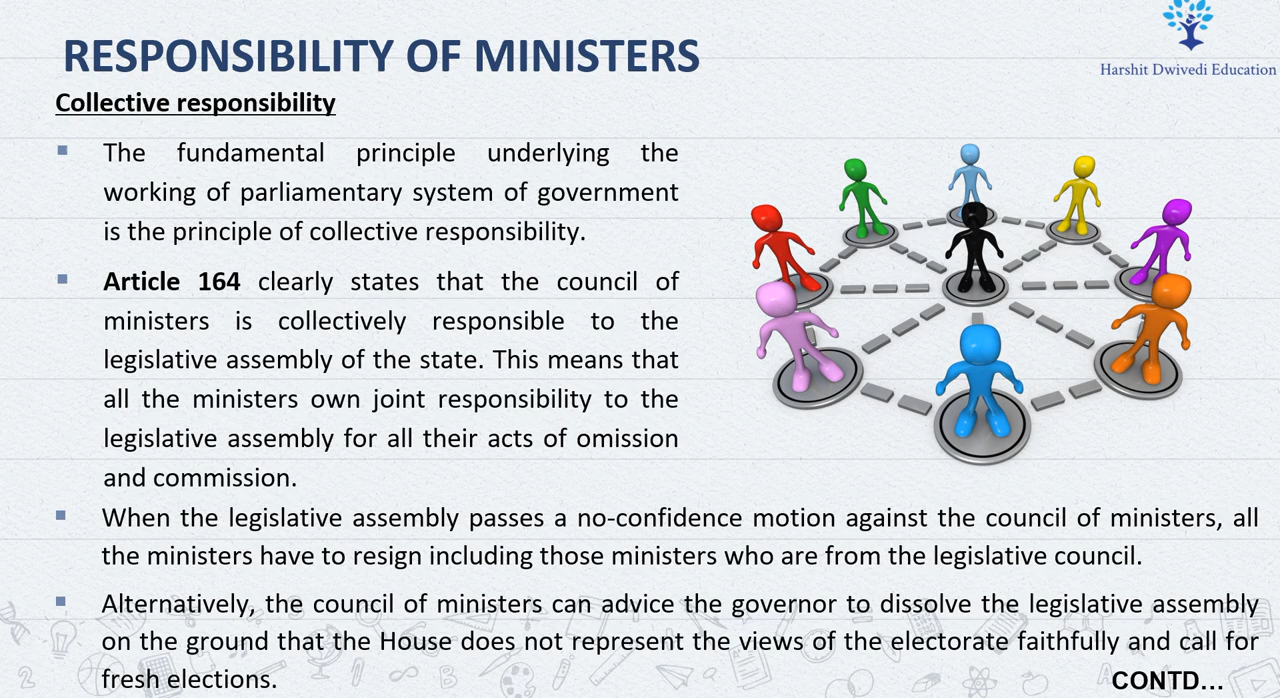 RESPONSIBILITY OF MINISTERS
Harshit Dwivedi Education
Collective responsibility
The fundamental principle underlying the
working of parliamentary system of government
is the principle of collective responsibility.
Article 164 clearly states that the council of
ministers is collectively responsible to the
legislative assembly of the state. This means that
all the ministers own joint responsibility to the
legislative assembly for all their acts of omission
and commission.
When the legislative assembly passes a no-confidence motion against the council of ministers, all
the ministers have to resign including those ministers who are from the legislative council.
Alternatively, the council of ministers can advice the governor to dissolve the legislative assembly
on the ground that the House does not represent the views of the electorate faithfully and call for
fresh elections.
CONTD...